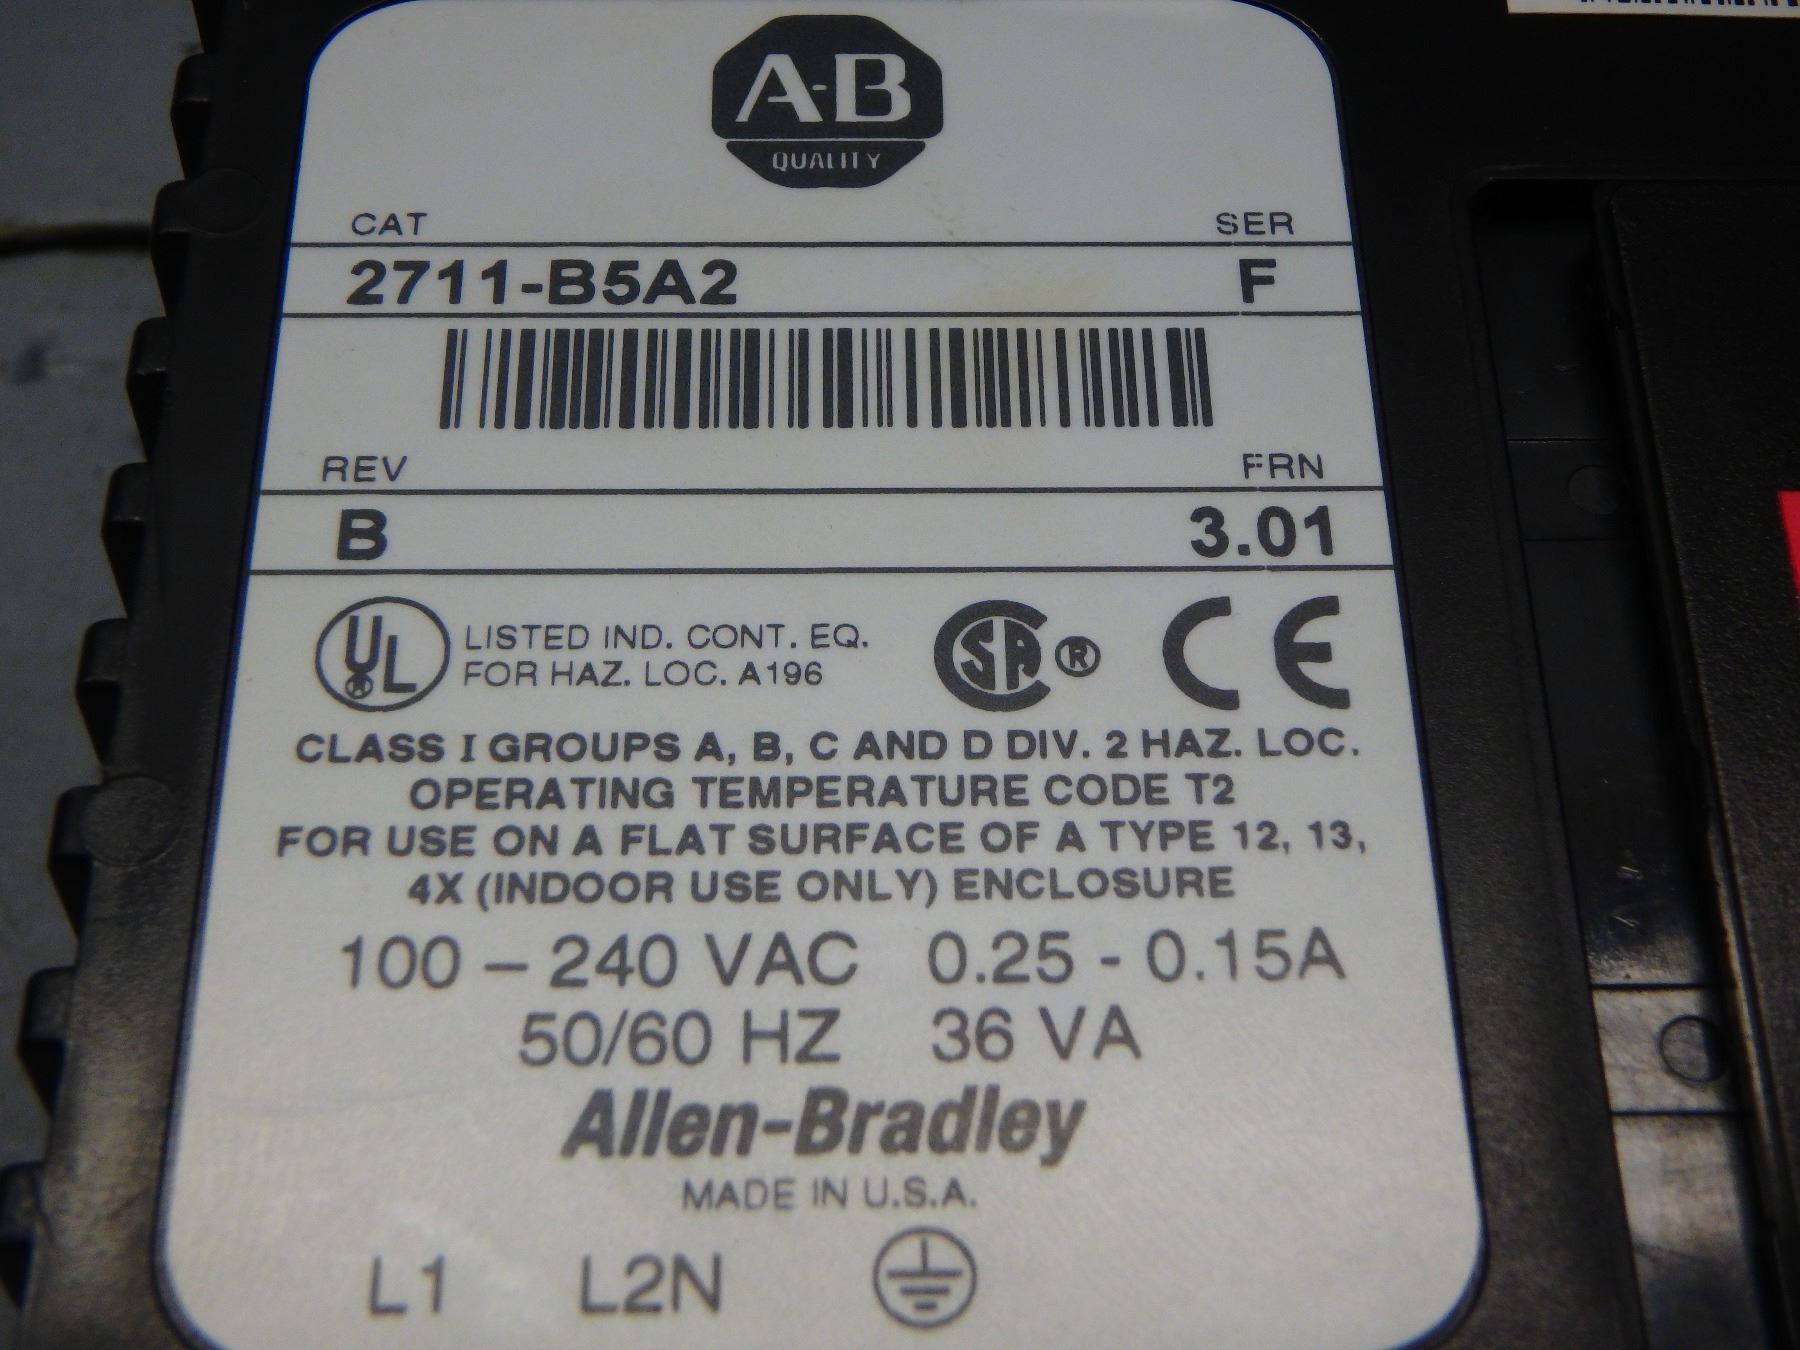 A-B
QUALITY
CAT SER
2711-B5A2 F
REV FRN
B 3.01
UL ® LISTED IND. CONT. EQ.
FOR HAZ. LOC. A196
CSA ® CE
CLASS I GROUPS A, B, C AND D DIV. 2 HAZ. LOC.
OPERATING TEMPERATURE CODE T2
FOR USE ON A FLAT SURFACE OF A TYPE 12, 13,
4X (INDOOR USE ONLY) ENCLOSURE
100 – 240 VAC 0.25 - 0.15A
50/60 HZ 36 VA
Allen-Bradley
MADE IN U.S.A.
L1 L2N